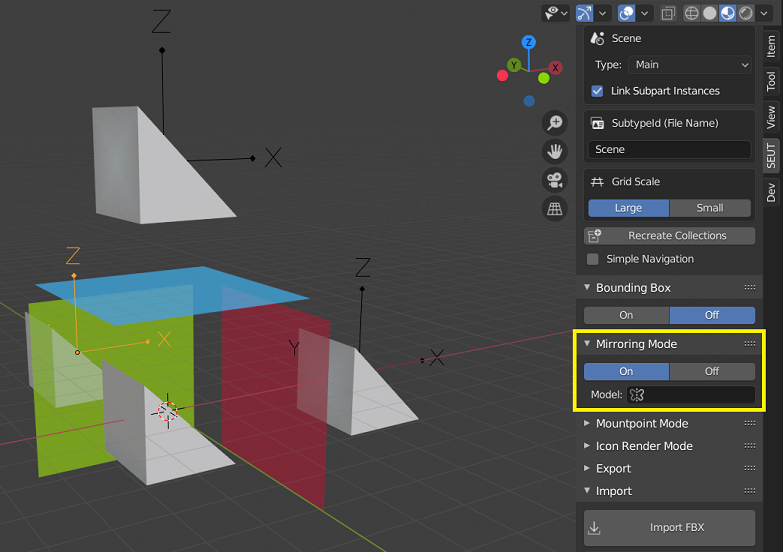 Z
X
Z
X
Z
Y
X
Z
Y
X
Scene
Type: Main
Link Subpart Instances
SubtypeId (File Name)
Scene
Grid Scale
Large Small
Recreate Collections
Simple Navigation
Bounding Box
On Off
Mirroring Mode
On Off
Model:
Mountpoint Mode
Icon Render Mode
Export
Import
Import FBX
Item
Tool
View
SEUT
Dev